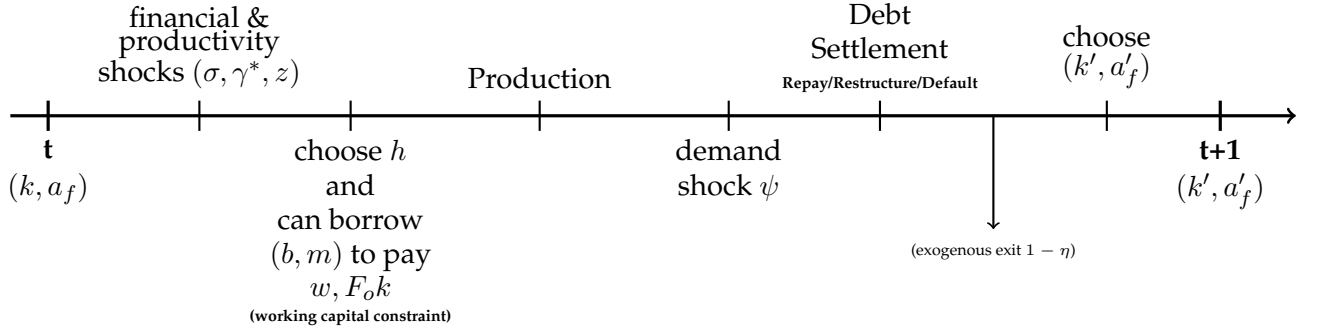 financial &
productivity
shocks (σ, γ*, z)
Production
Debt
Settlement
Repay/Restructure/Default
choose
(k′, a′_f)
t
(k, a_f)
choose h
and
can borrow
(b, m) to pay
w, F_o k
(working capital constraint)
demand
shock ψ
(exogenous exit 1 − η)
t+1
(k′, a′_f)